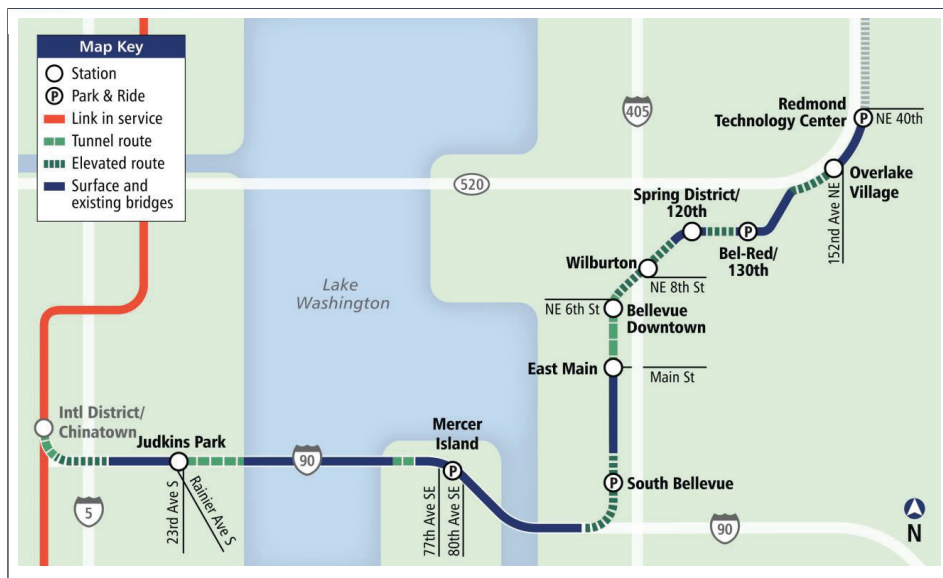 Map Key
Station
P
Park & Ride
Link in service
Tunnel route
Elevated route
Surface and
existing bridges
405
520
Redmond
Technology Center
P
NE 40th
Overlake
Village
152nd Ave NE
Spring District/
120th
P
Bel-Red/
130th
Wilburton
NE 8th St
NE 6th St
Bellevue
Downtown
East Main
Main St
Lake
Washington
Intl District/
Chinatown
Judkins Park
23rd Ave S
Rainier Ave S
5
90
Mercer
Island
P
77th Ave SE
80th Ave SE
P
South Bellevue
90
N